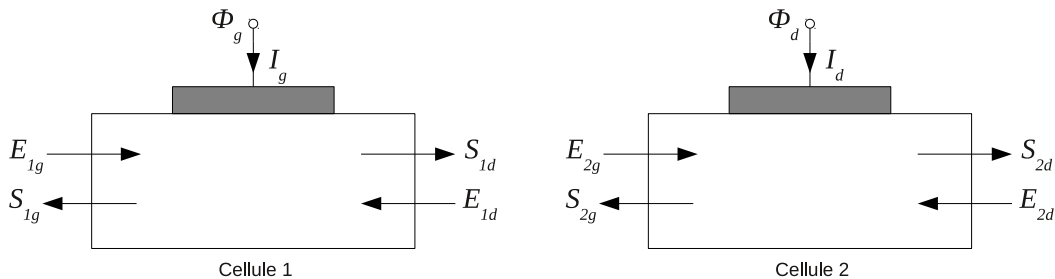 Φg Φd
Ig Id
E1g S1d E2g S2d
S1g E1d S2g E2d
Cellule 1 Cellule 2